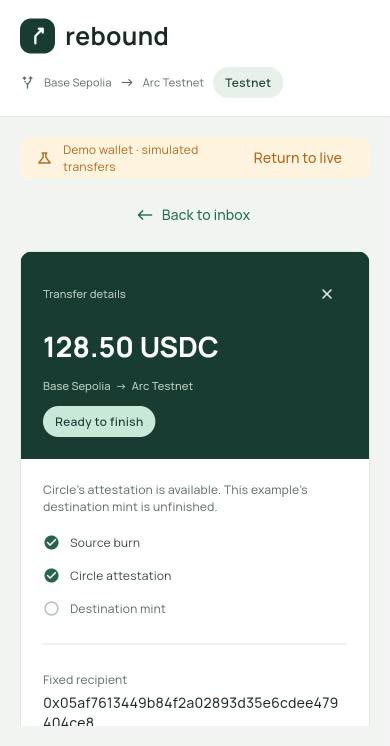 rebound
Base Sepolia → Arc Testnet Testnet
Demo wallet · simulated
transfers
Return to live
← Back to inbox
Transfer details
128.50 USDC
Base Sepolia → Arc Testnet
Ready to finish
Circle's attestation is available. This example's
destination mint is unfinished.
Source burn
Circle attestation
Destination mint
Fixed recipient
0x05af7613449b84f2a02893d35e6cdee479
404ce8